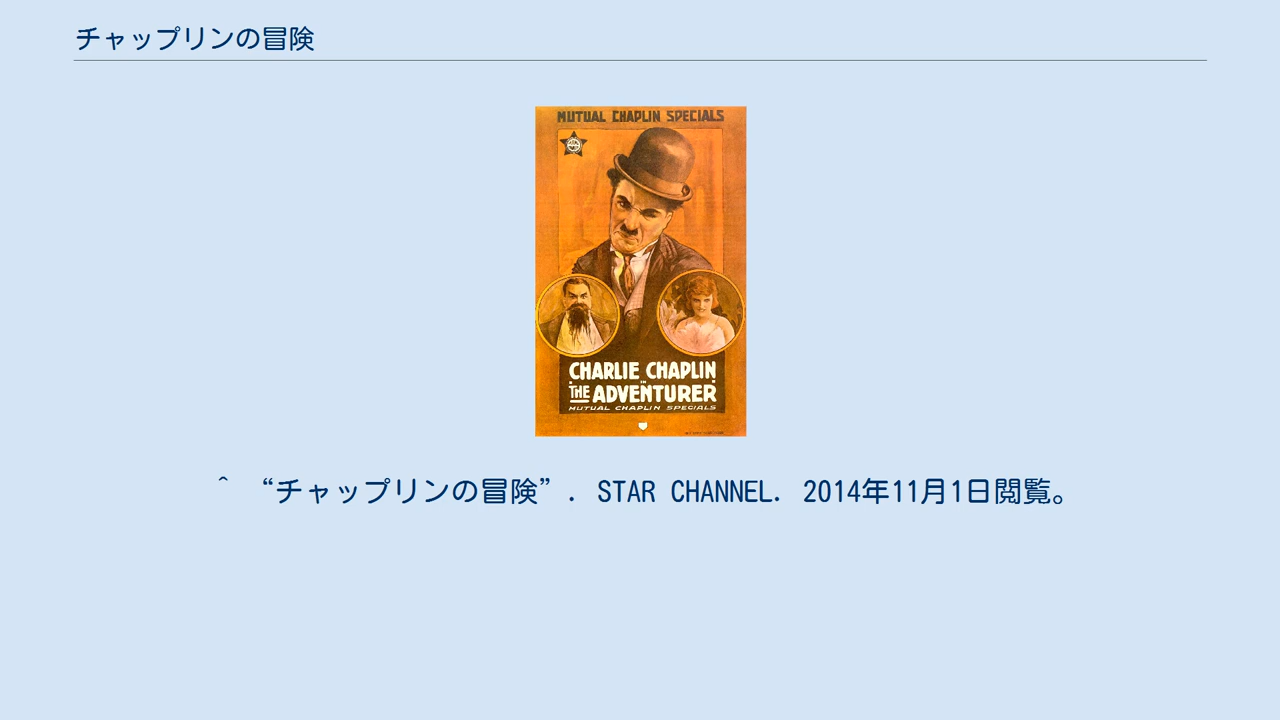 チャップリンの冒険
MUTUAL CHAPLIN SPECIALS
CHARLIE CHAPLIN
IN
THE ADVENTURER
MUTUAL CHAPLIN SPECIALS
^ “チャップリンの冒険”. STAR CHANNEL. 2014年11月1日閲覧。